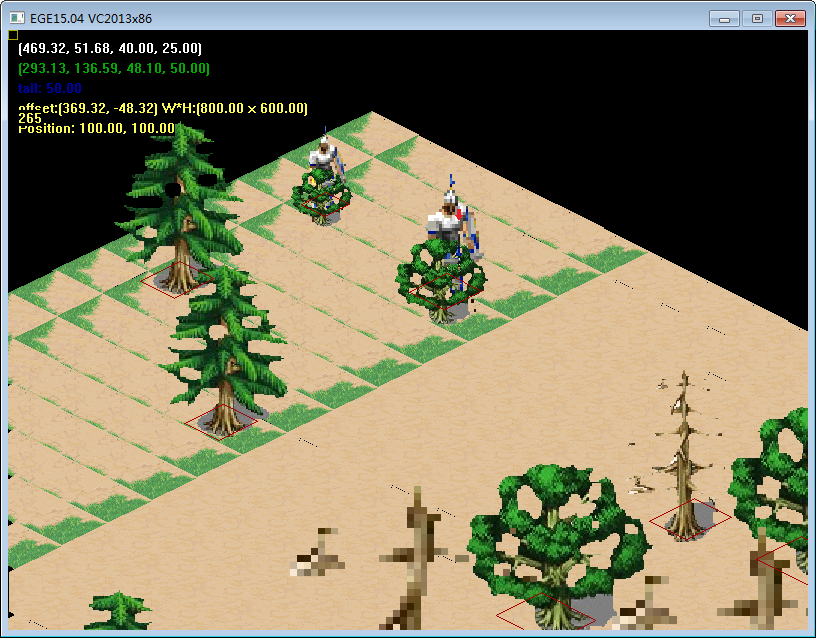 EGE15.04 VC2013x86
(469.32, 51.68, 40.00, 25.00)
(293.13, 136.59, 48.10, 50.00)
fall: 50.00
offset:(369.32, -48.32) W*H:(800.00 x 600.00)
265
Position: 100.00, 100.00